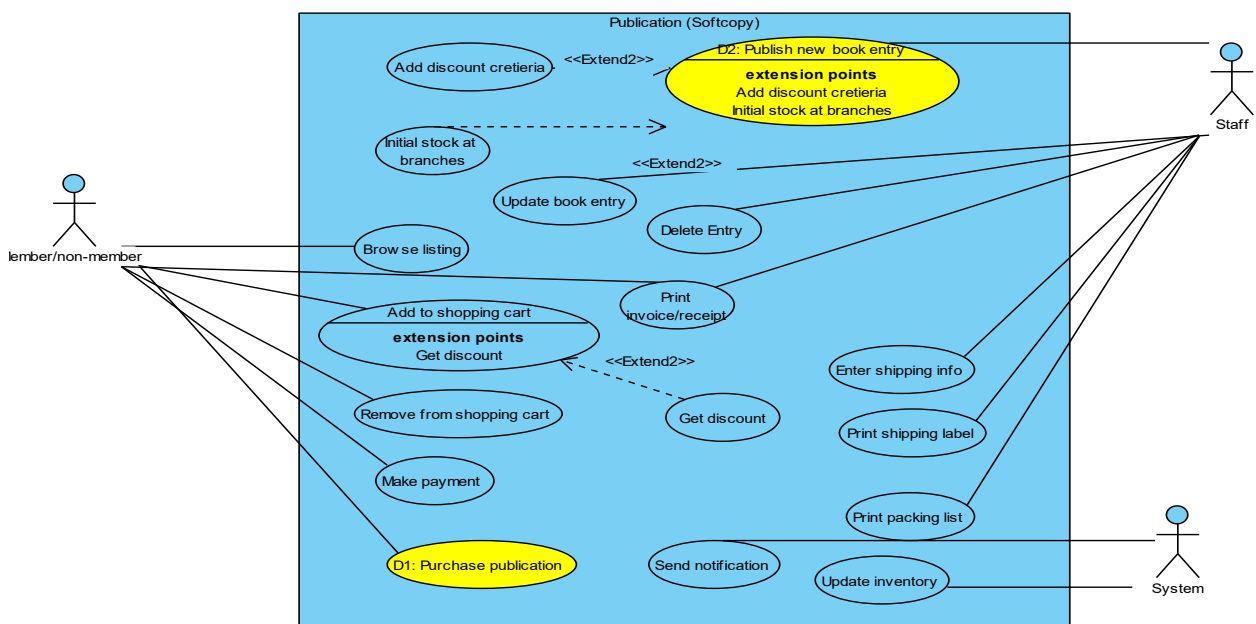 Publication (Softcopy)
Add discount cretieria
<<Extend2>>
D2: Publish new book entry
extension points
Add discount cretieria
Initial stock at branches
Staff
Initial stock at
branches
<<Extend2>>
Update book entry
Delete Entry
lember/non-member
Browse listing
Print
invoice/receipt
Add to shopping cart
extension points
Get discount
<<Extend2>>
Enter shipping info
Remove from shopping cart
Get discount
Print shipping label
Make payment
Print packing list
D1: Purchase publication
Send notification
Update inventory
System